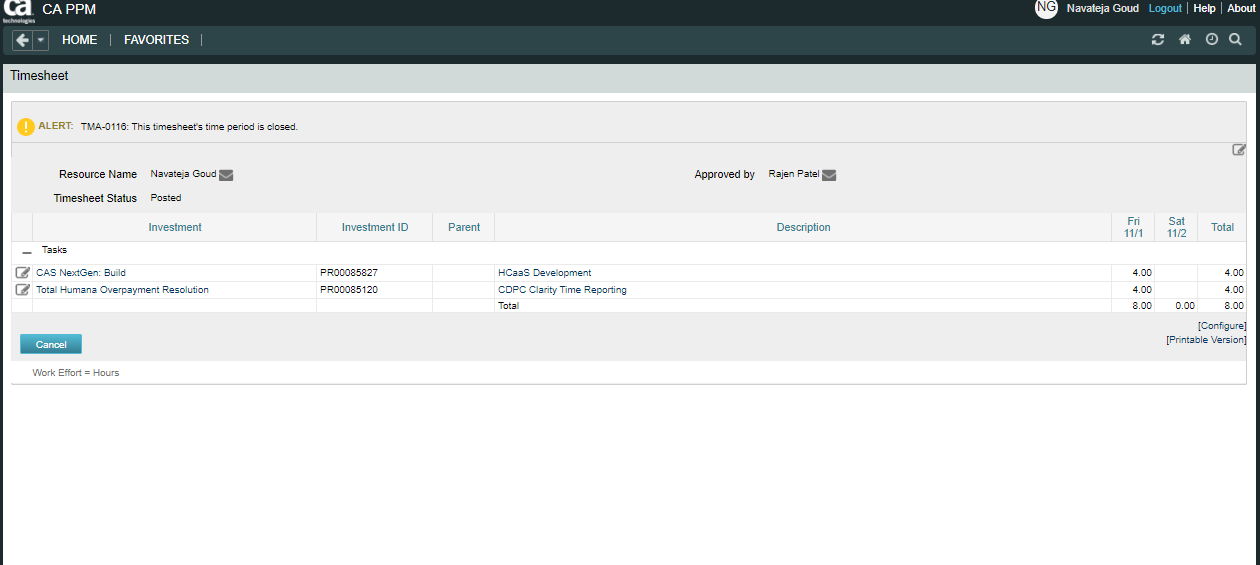 ca technologies CA PPM NG Navateja Goud Logout | Help | About
HOME | FAVORITES |
Timesheet
ALERT: TMA-0116: This timesheet's time period is closed.
Resource Name Navateja Goud Approved by Rajen Patel
Timesheet Status Posted
Investment Investment ID Parent Description Fri 11/1 Sat 11/2 Total
Tasks
CAS NextGen: Build PR00085827 HCaaS Development 4.00 4.00
Total Humana Overpayment Resolution PR00085120 CDPC Clarity Time Reporting 4.00 4.00
Total 8.00 0.00 8.00
[Configure]
Cancel [Printable Version]
Work Effort = Hours